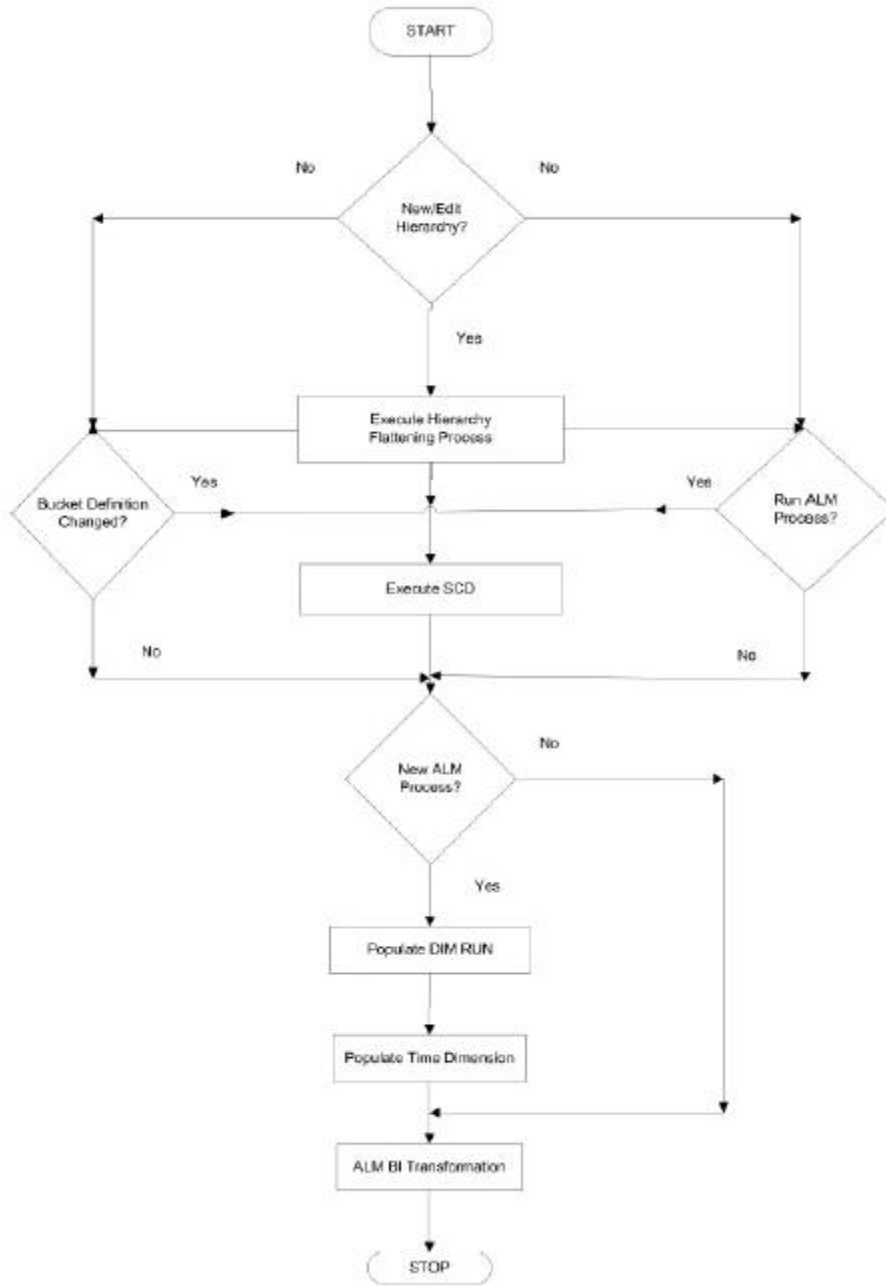 START
No
No
New/Edit
Hierarchy?
Yes
Execute Hierarchy
Flattening Process
Yes
Yes
Bucket Definition
Changed?
Run ALM
Process?
Execute SCD
No
No
No
New ALM
Process?
Yes
Populate DIM RUN
Populate Time Dimension
ALM BI Transformation
STOP